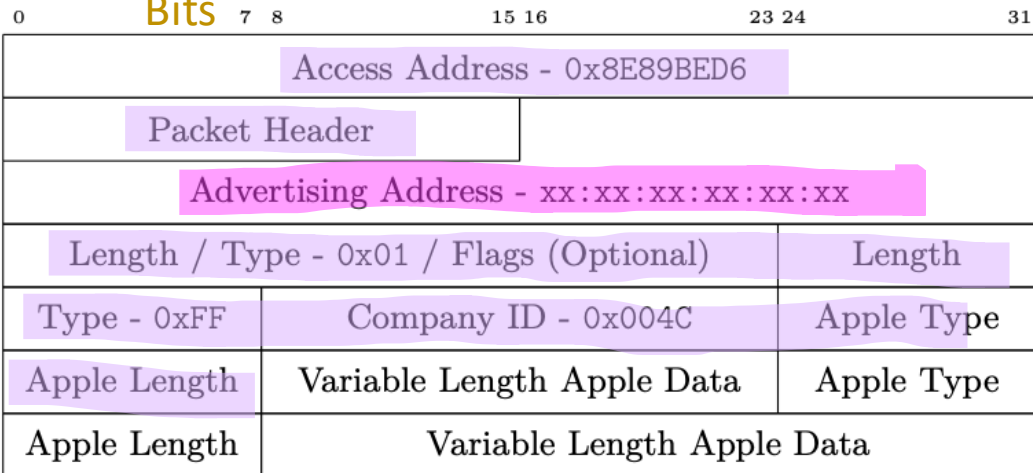 Bits
0 7 8 15 16 23 24 31
Access Address - 0x8E89BED6
Packet Header
Advertising Address - xx:xx:xx:xx:xx:xx
Length / Type - 0x01 / Flags (Optional) Length
Type - 0xFF Company ID - 0x004C Apple Type
Apple Length Variable Length Apple Data Apple Type
Apple Length Variable Length Apple Data